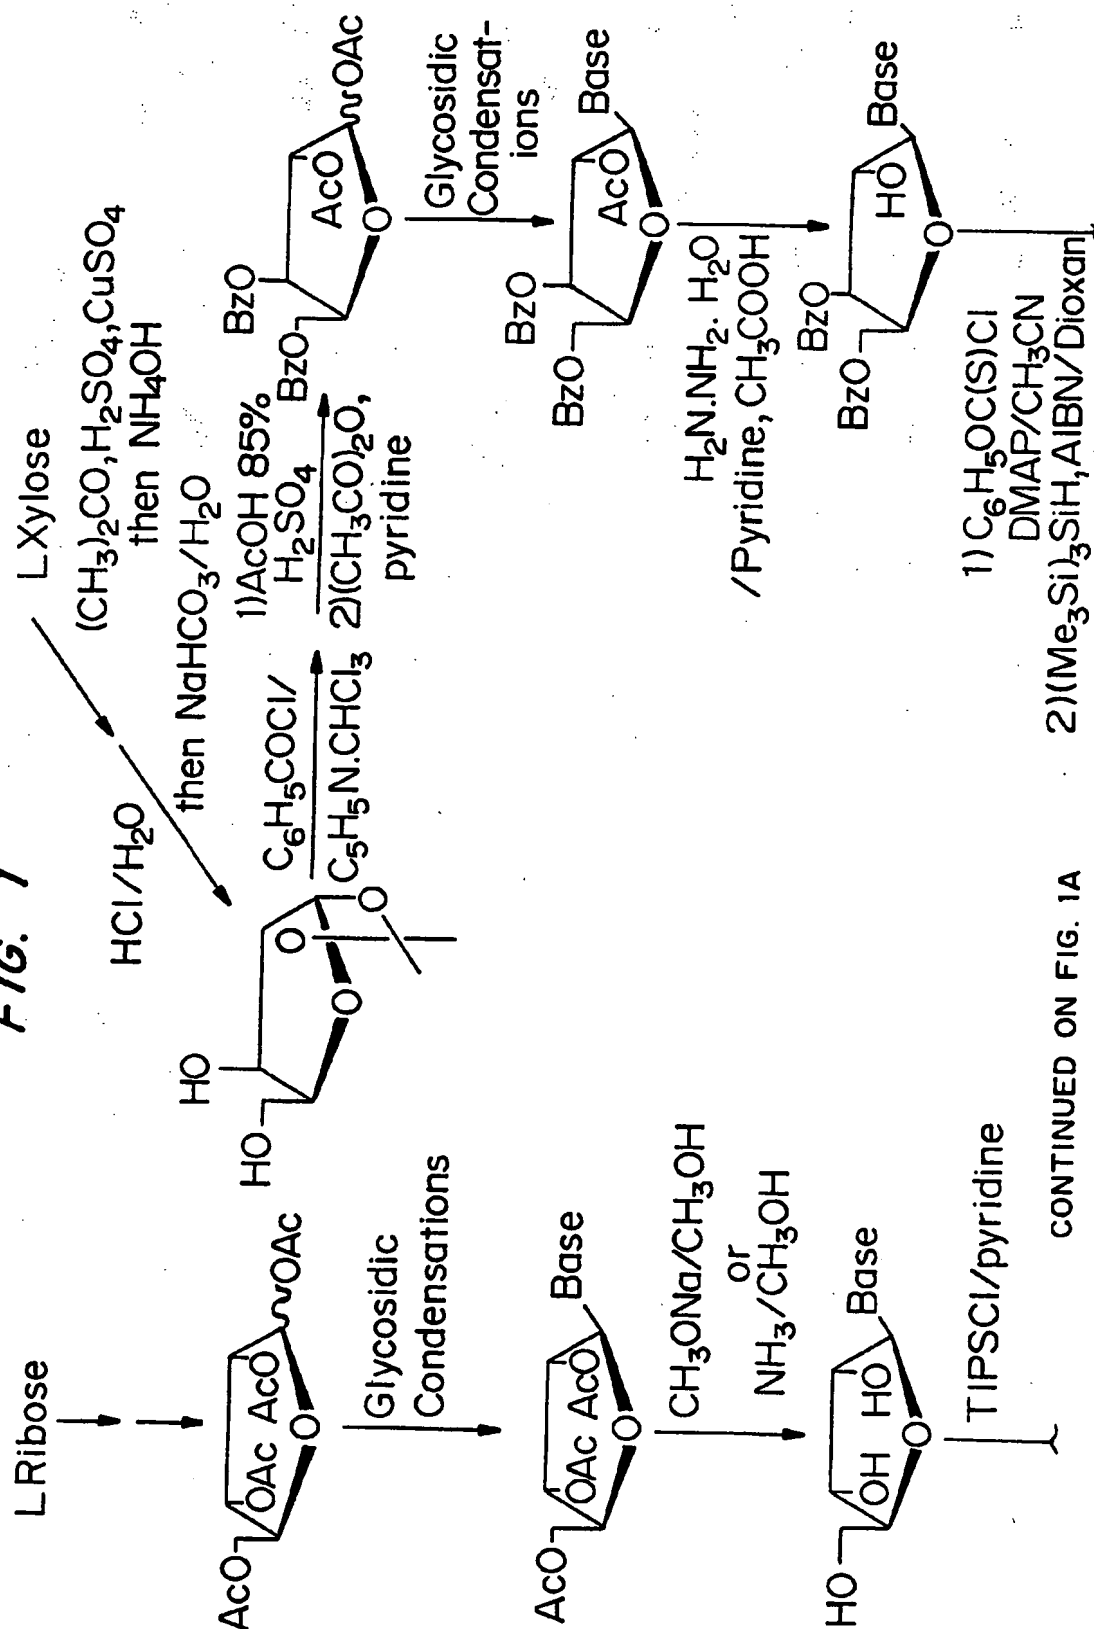 FIG. 1
LRibose
AcO
OAc AcO
O
~OAc
Glycosidic
Condensations
AcO
OAc AcO
O
Base
CH3ONa/CH3OH
or
NH3/CH3OH
HO
OH HO
O
Base
TIPSCl/pyridine
LXylose
(CH3)2CO,H2SO4,CuSO4
then NH4OH
HCl/H2O
then NaHCO3/H2O
HO
HO
O
O
O
C6H5COCl/
C5H5N.CHCl3
1)AcOH 85%
H2SO4
2)(CH3CO)2O,
pyridine
BzO
BzO
AcO
O
~OAc
Glycosidic
Condensat-
ions
BzO
BzO
AcO
O
Base
H2N.NH2. H2O
/Pyridine, CH3COOH
BzO
BzO
HO
O
Base
1) C6H5OC(S)Cl
DMAP/CH3CN
2)(Me3Si)3SiH,AIBN/Dioxan
CONTINUED ON FIG. 1A